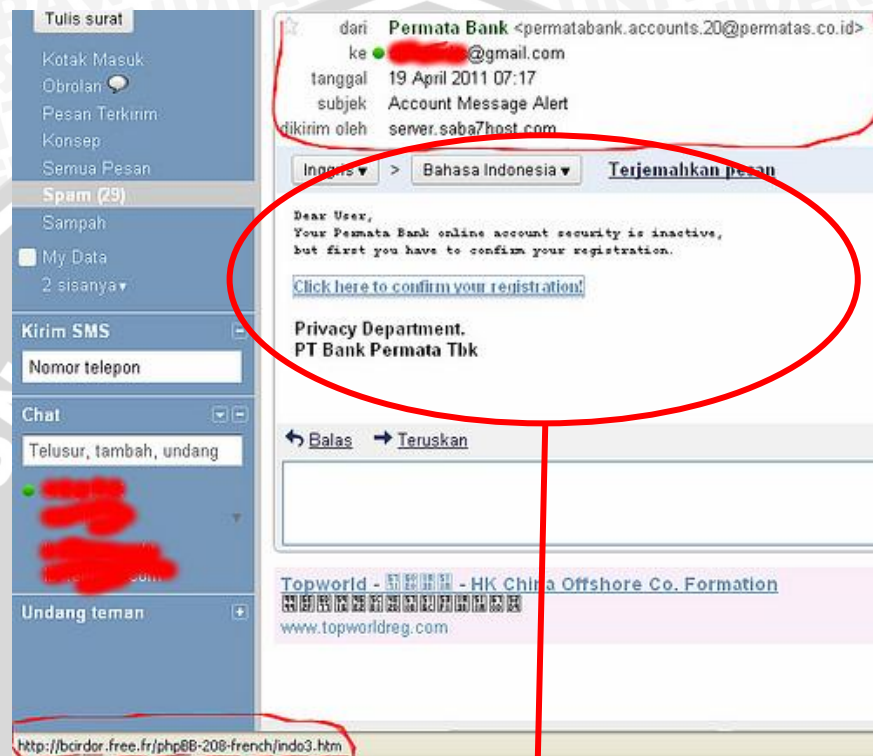 Tulis surat
Kotak Masuk
Obrolan
Pesan Terkirim
Konsep
Semua Pesan
Spam (29)
Sampah
My Data
2 sisanya
Kirim SMS
Nomor telepon
Chat
Telusur, tambah, undang
Undang teman
dari Permata Bank <permatabank.accounts.20@permatas.co.id>
ke @gmail.com
tanggal 19 April 2011 07:17
subjek Account Message Alert
dikirim oleh server.saba7host.com
Inggris > Bahasa Indonesia Terjemahkan pesan
Dear User,
Your Permata Bank online account security is inactive,
but first you have to confirm your registration.
Click here to confirm your registration!
Privacy Department.
PT Bank Permata Tbk
Balas Teruskan
Topworld - - HK China Offshore Co. Formation
www.topworldreg.com
http://bcirdor.free.fr/phpBB-208-french/indo3.htm